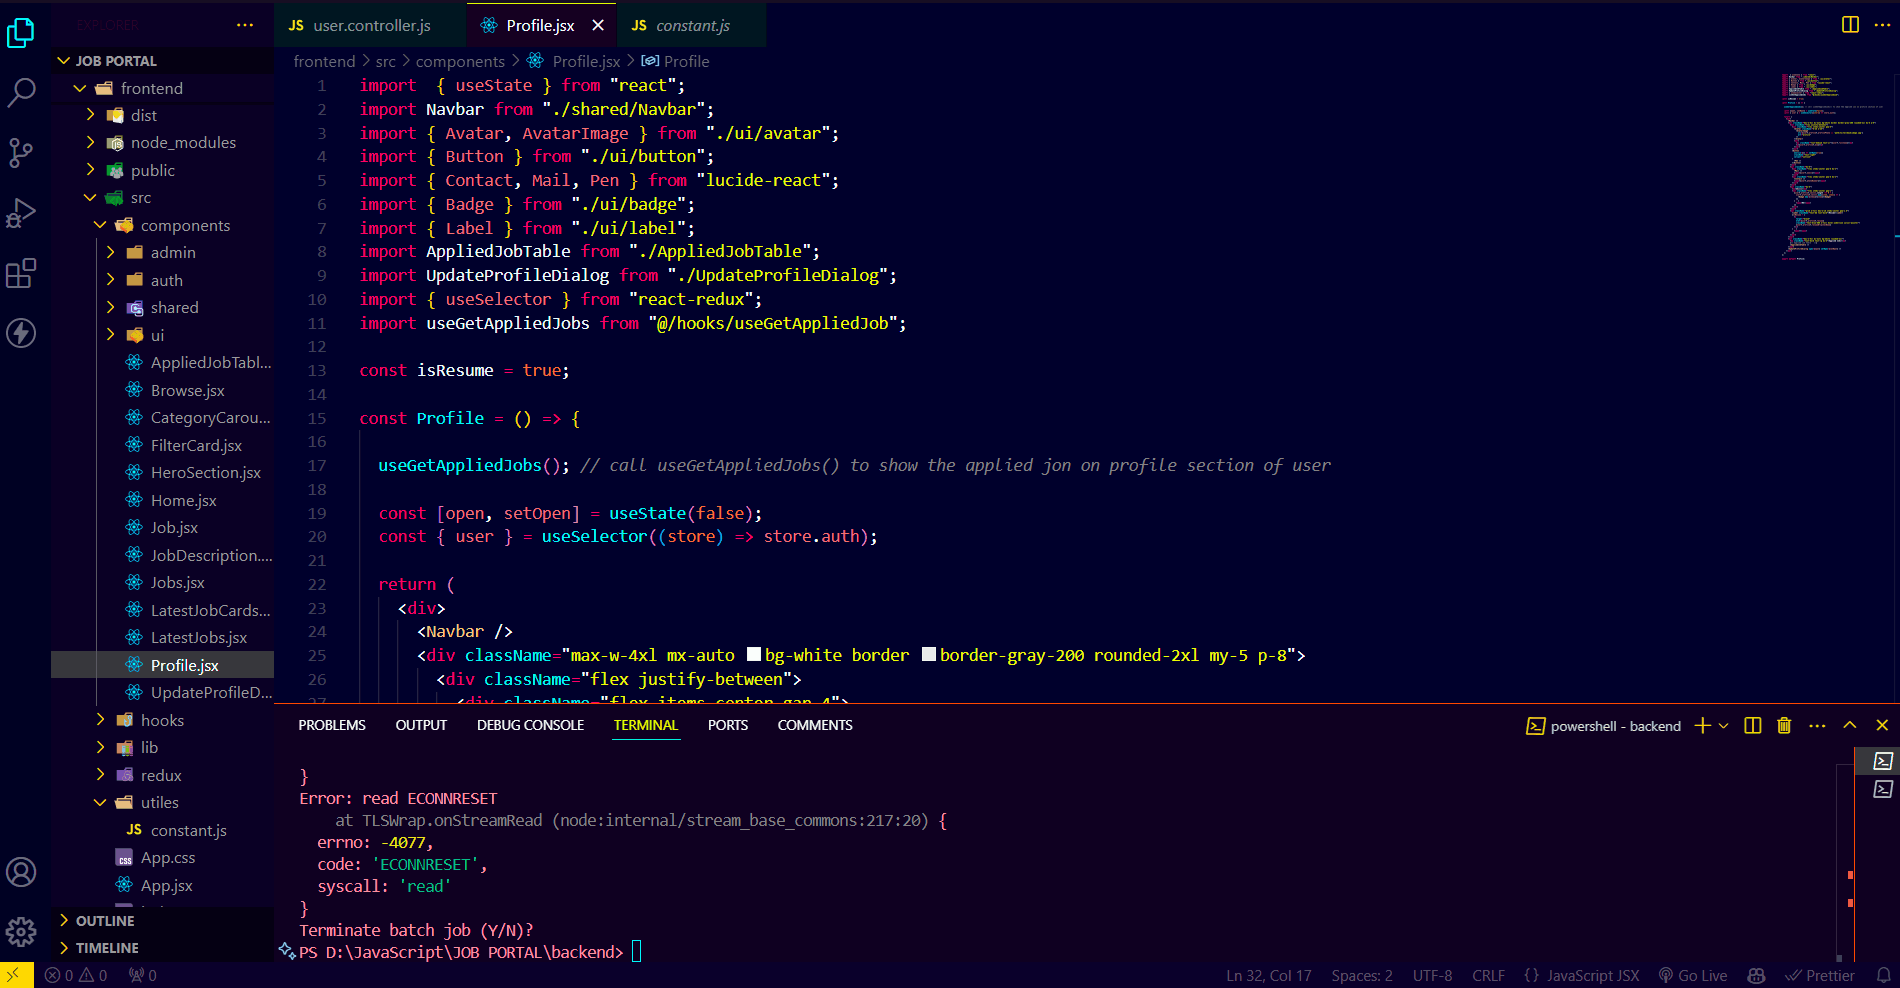 EXPLORER
JS user.controller.js
Profile.jsx
JS constant.js
JOB PORTAL
frontend
dist
node_modules
public
src
components
admin
auth
shared
ui
AppliedJobTabl...
Browse.jsx
CategoryCarou...
FilterCard.jsx
HeroSection.jsx
Home.jsx
Job.jsx
JobDescription....
Jobs.jsx
LatestJobCards...
LatestJobs.jsx
Profile.jsx
UpdateProfileD...
hooks
lib
redux
utiles
JS constant.js
App.css
App.jsx
OUTLINE
TIMELINE
frontend > src > components > Profile.jsx > Profile
1 import  { useState } from "react";
2 import Navbar from "./shared/Navbar";
3 import { Avatar, AvatarImage } from "./ui/avatar";
4 import { Button } from "./ui/button";
5 import { Contact, Mail, Pen } from "lucide-react";
6 import { Badge } from "./ui/badge";
7 import { Label } from "./ui/label";
8 import AppliedJobTable from "./AppliedJobTable";
9 import UpdateProfileDialog from "./UpdateProfileDialog";
10 import { useSelector } from "react-redux";
11 import useGetAppliedJobs from "@/hooks/useGetAppliedJob";
12
13 const isResume = true;
14
15 const Profile = () => {
16
17 useGetAppliedJobs(); // call useGetAppliedJobs() to show the applied jon on profile section of user
18
19 const [open, setOpen] = useState(false);
20 const { user } = useSelector((store) => store.auth);
21
22 return (
23 <div>
24 <Navbar />
25 <div className="max-w-4xl mx-auto bg-white border border-gray-200 rounded-2xl my-5 p-8">
26 <div className="flex justify-between">
27 <div className="flex items-center gap-4">
PROBLEMS OUTPUT DEBUG CONSOLE TERMINAL PORTS COMMENTS
powershell - backend
}
Error: read ECONNRESET
at TLSWrap.onStreamRead (node:internal/stream_base_commons:217:20) {
errno: -4077,
code: 'ECONNRESET',
syscall: 'read'
}
Terminate batch job (Y/N)?
PS D:\JavaScript\JOB PORTAL\backend>
0 0 0
Ln 32, Col 17 Spaces: 2 UTF-8 CRLF {} JavaScript JSX Go Live Prettier